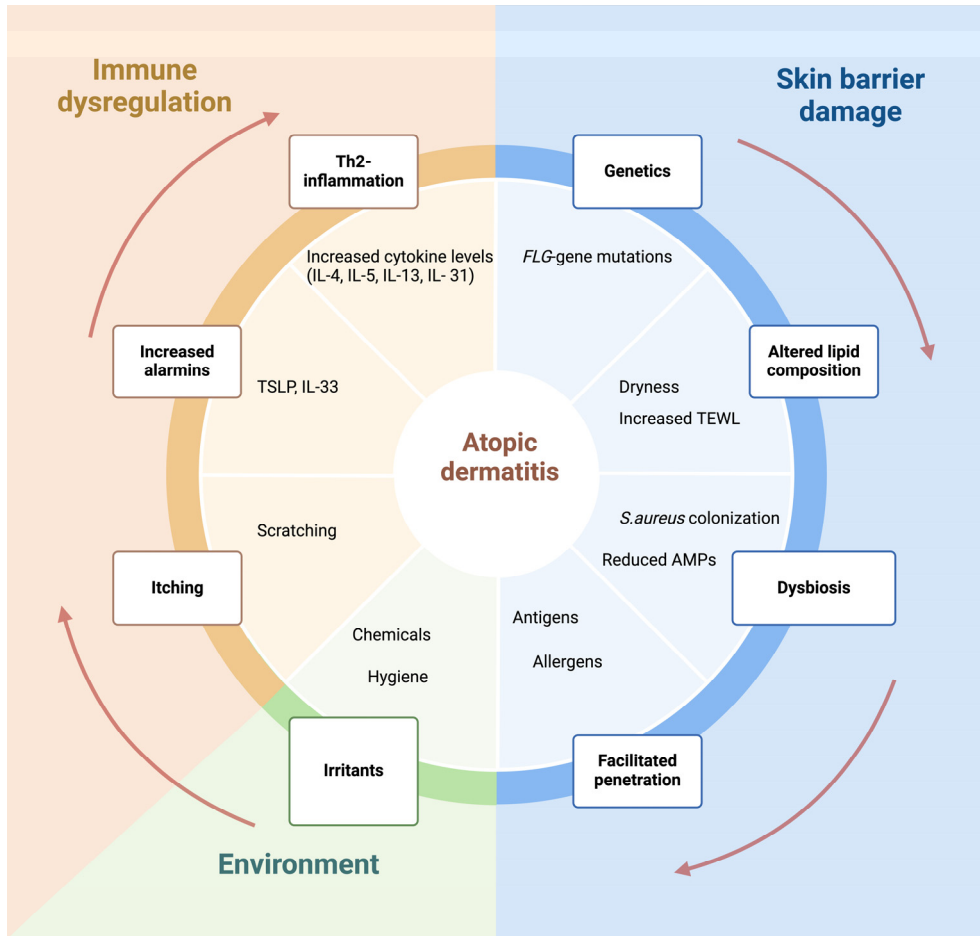 Immune
dysregulation
Skin barrier
damage
Th2-
inflammation
Genetics
Increased cytokine levels
(IL-4, IL-5, IL-13, IL- 31)
FLG-gene mutations
Increased
alarmins
Altered lipid
composition
TSLP, IL-33
Dryness
Increased TEWL
Atopic
dermatitis
Scratching
S.aureus colonization
Reduced AMPs
Itching
Dysbiosis
Chemicals
Hygiene
Antigens
Allergens
Irritants
Facilitated
penetration
Environment